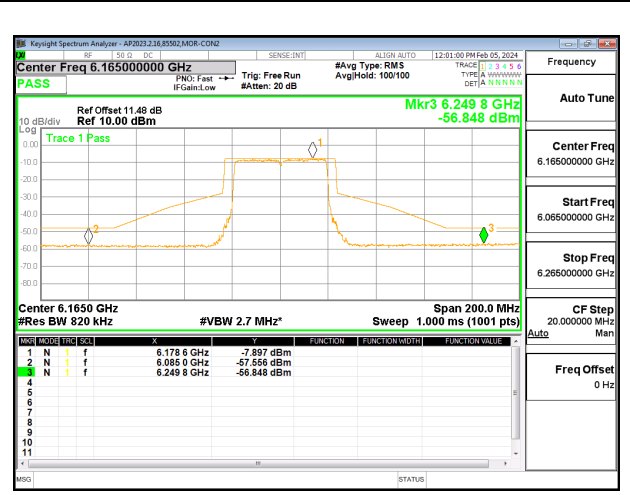 Keysight Spectrum Analyzer - AP2023.2.16,85502,MOR-CON2
RF 50 Ω DC SENSE:INT ALIGN AUTO 12:01:00 PM Feb 05, 2024
Center Freq 6.165000000 GHz
PASS
PNO: Fast
IFGain:Low
Trig: Free Run
#Atten: 20 dB
#Avg Type: RMS
Avg|Hold: 100/100
TRACE 1 2 3 4 5 6
TYPE A WWWWW
DET A N N N N N
Frequency
Ref Offset 11.48 dB
Ref 10.00 dBm
10 dB/div
Log
Mkr3 6.249 8 GHz
-56.848 dBm
Trace 1 Pass
0.00
-10.0
-20.0
-30.0
-40.0
-50.0
-60.0
-70.0
-80.0
1
2
3
Center 6.1650 GHz
Span 200.0 MHz
#Res BW 820 kHz
#VBW 2.7 MHz*
Sweep 1.000 ms (1001 pts)
MKR MODE TRC SCL X Y FUNCTION FUNCTION WIDTH FUNCTION VALUE
1 N 1 f 6.178 6 GHz -7.897 dBm
2 N 1 f 6.085 0 GHz -57.556 dBm
3 N 1 f 6.249 8 GHz -56.848 dBm
4
5
6
7
8
9
10
11
MSG
STATUS
Auto Tune
Center Freq
6.165000000 GHz
Start Freq
6.065000000 GHz
Stop Freq
6.265000000 GHz
CF Step
20.000000 MHz
Auto Man
Freq Offset
0 Hz